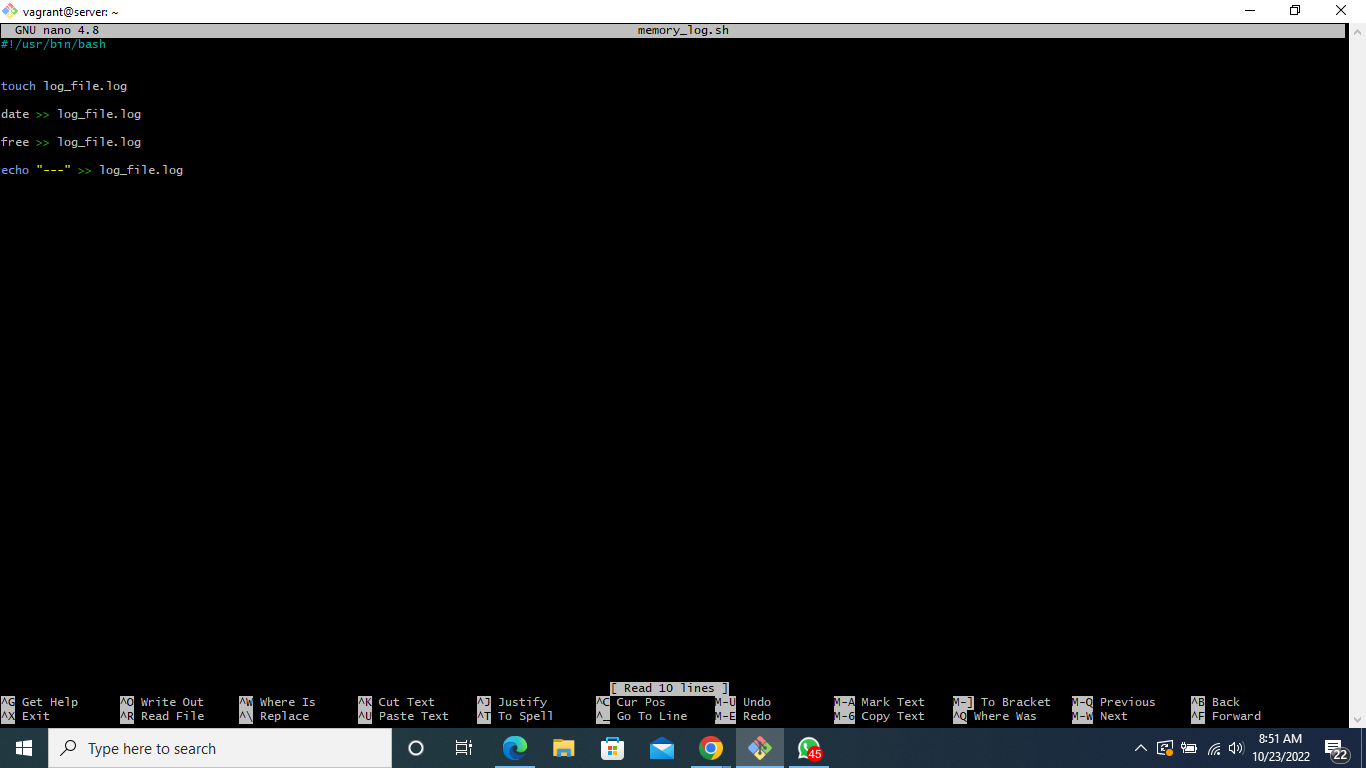 vagrant@server: ~
GNU nano 4.8 memory_log.sh
#!/usr/bin/bash
touch log_file.log
date >> log_file.log
free >> log_file.log
echo "---" >> log_file.log
[ Read 10 lines ]
^G Get Help ^O Write Out ^W Where Is ^K Cut Text ^J Justify ^C Cur Pos M-U Undo M-A Mark Text M-] To Bracket M-Q Previous ^B Back
^X Exit ^R Read File ^\ Replace ^U Paste Text ^T To Spell ^_ Go To Line M-E Redo M-6 Copy Text ^Q Where Was M-W Next ^F Forward
Type here to search
45
8:51 AM
10/23/2022
22